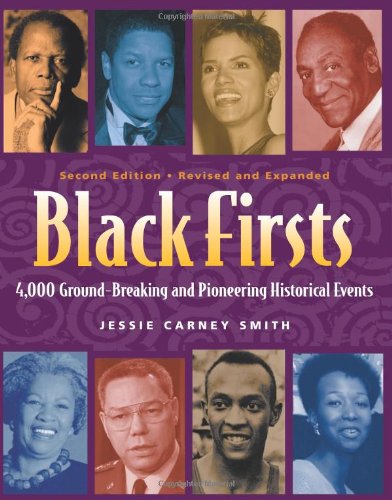 Second Edition • Revised and Expanded
Black Firsts
4,000 Ground-Breaking and Pioneering Historical Events
JESSIE CARNEY SMITH